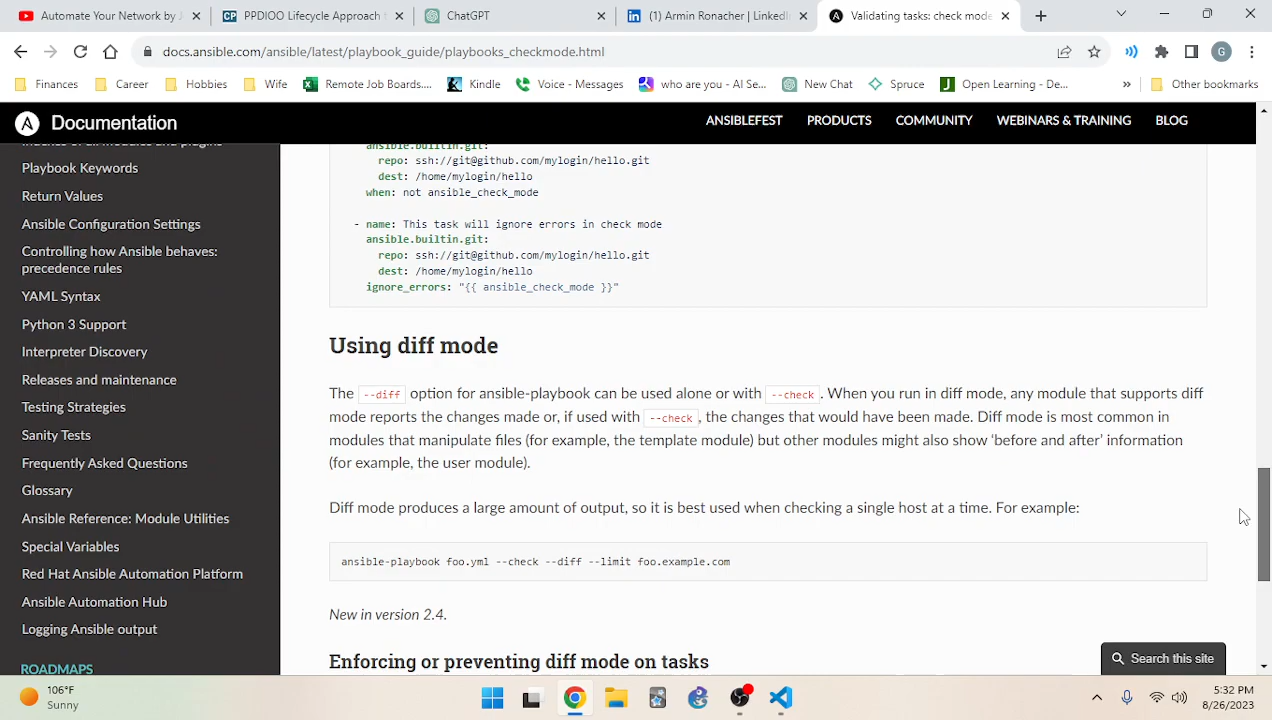 Automate Your Network by J
PPDIOO Lifecycle Approach
ChatGPT
(1) Armin Ronacher | LinkedI
Validating tasks: check mode
docs.ansible.com/ansible/latest/playbook_guide/playbooks_checkmode.html
G
Finances
Career
Hobbies
Wife
Remote Job Boards....
Kindle
Voice - Messages
who are you - AI Se...
New Chat
Spruce
Open Learning - De...
»
Other bookmarks
Documentation
ANSIBLEFEST
PRODUCTS
COMMUNITY
WEBINARS & TRAINING
BLOG
Indexes of all modules and plugins
Playbook Keywords
Return Values
Ansible Configuration Settings
Controlling how Ansible behaves:
precedence rules
YAML Syntax
Python 3 Support
Interpreter Discovery
Releases and maintenance
Testing Strategies
Sanity Tests
Frequently Asked Questions
Glossary
Ansible Reference: Module Utilities
Special Variables
Red Hat Ansible Automation Platform
Ansible Automation Hub
Logging Ansible output
ROADMAPS
ansible.builtin.git:
repo: ssh://git@github.com/mylogin/hello.git
dest: /home/mylogin/hello
when: not ansible_check_mode
- name: This task will ignore errors in check mode
ansible.builtin.git:
repo: ssh://git@github.com/mylogin/hello.git
dest: /home/mylogin/hello
ignore_errors: "{{ ansible_check_mode }}"
Using diff mode
The --diff option for ansible-playbook can be used alone or with --check. When you run in diff mode, any module that supports diff
mode reports the changes made or, if used with --check, the changes that would have been made. Diff mode is most common in
modules that manipulate files (for example, the template module) but other modules might also show ‘before and after’ information
(for example, the user module).
Diff mode produces a large amount of output, so it is best used when checking a single host at a time. For example:
ansible-playbook foo.yml --check --diff --limit foo.example.com
New in version 2.4.
Enforcing or preventing diff mode on tasks
Search this site
106°F
Sunny
5:32 PM
8/26/2023